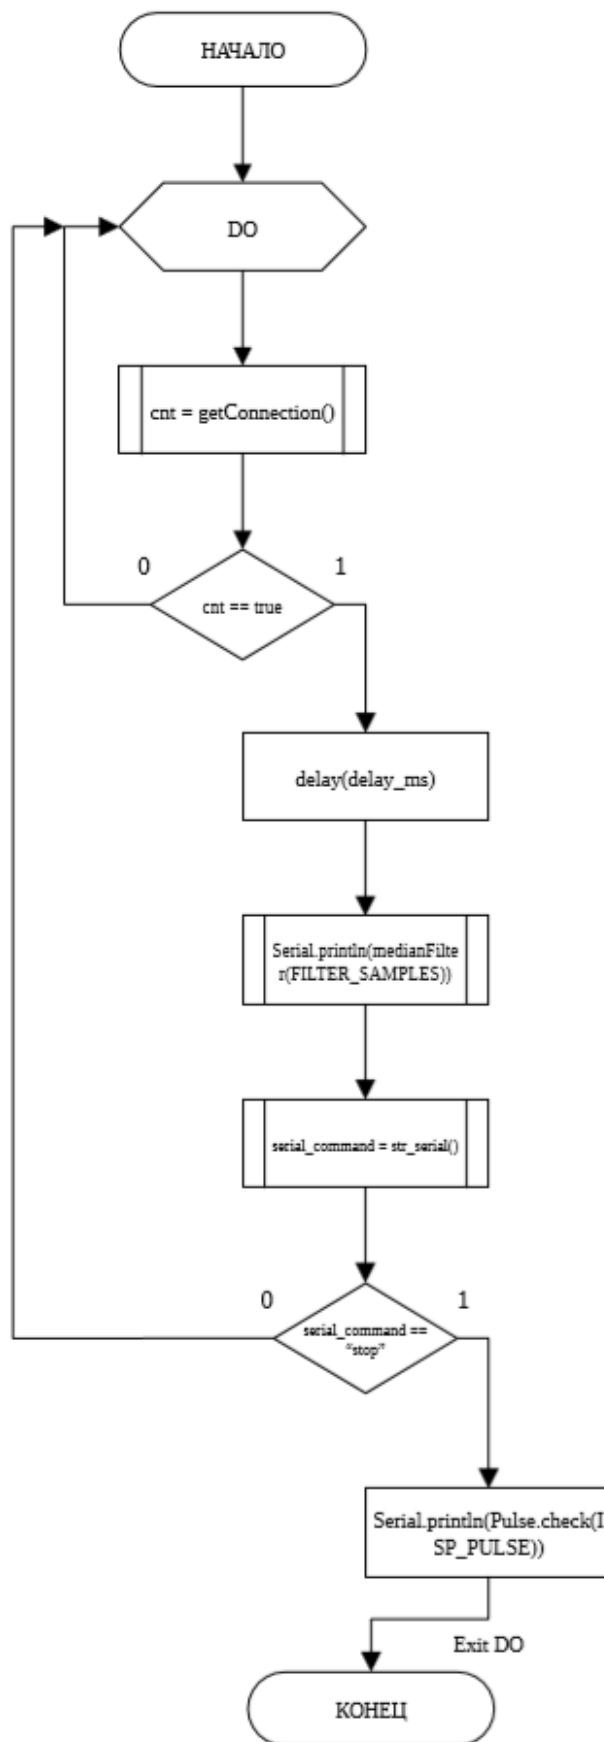 НАЧАЛО
DO
cnt = getConnection()
0
1
cnt == true
delay(delay_ms)
Serial.println(medianFilte
r(FILTER_SAMPLES))
serial_command = str_serial()
0
1
serial_command ==
“stop”
Serial.println(Pulse.check(I
SP_PULSE))
Exit DO
КОНЕЦ